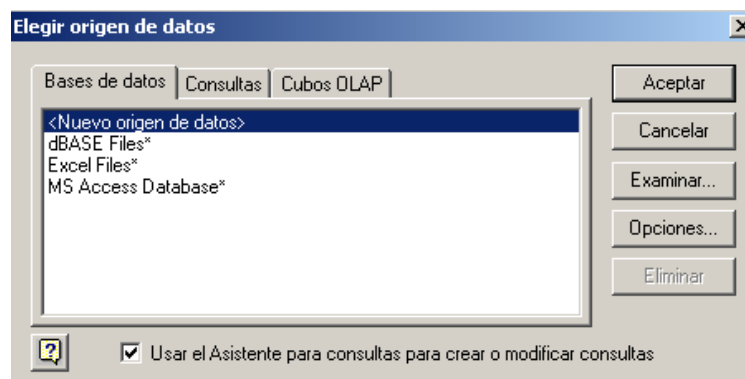 Elegir origen de datos
Bases de datos Consultas Cubos OLAP
<Nuevo origen de datos>
dBASE Files*
Excel Files*
MS Access Database*
Aceptar
Cancelar
Examinar...
Opciones...
Eliminar
Usar el Asistente para consultas para crear o modificar consultas